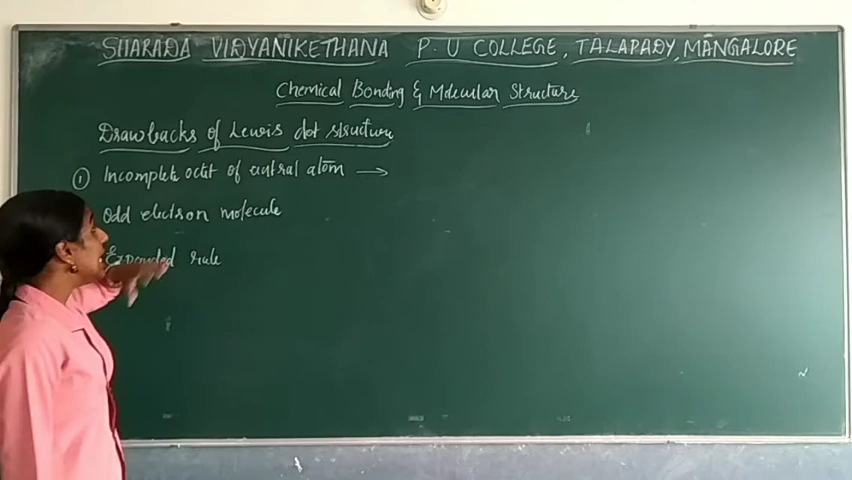 SHARADA VIDYANIKETHANA P.U COLLEGE, TALAPADY, MANGALORE
Chemical Bonding & Molecular Structure
Drawbacks of Lewis dot structure
① Incomplete octet of central atom →
Odd electron molecule
Expanded rule